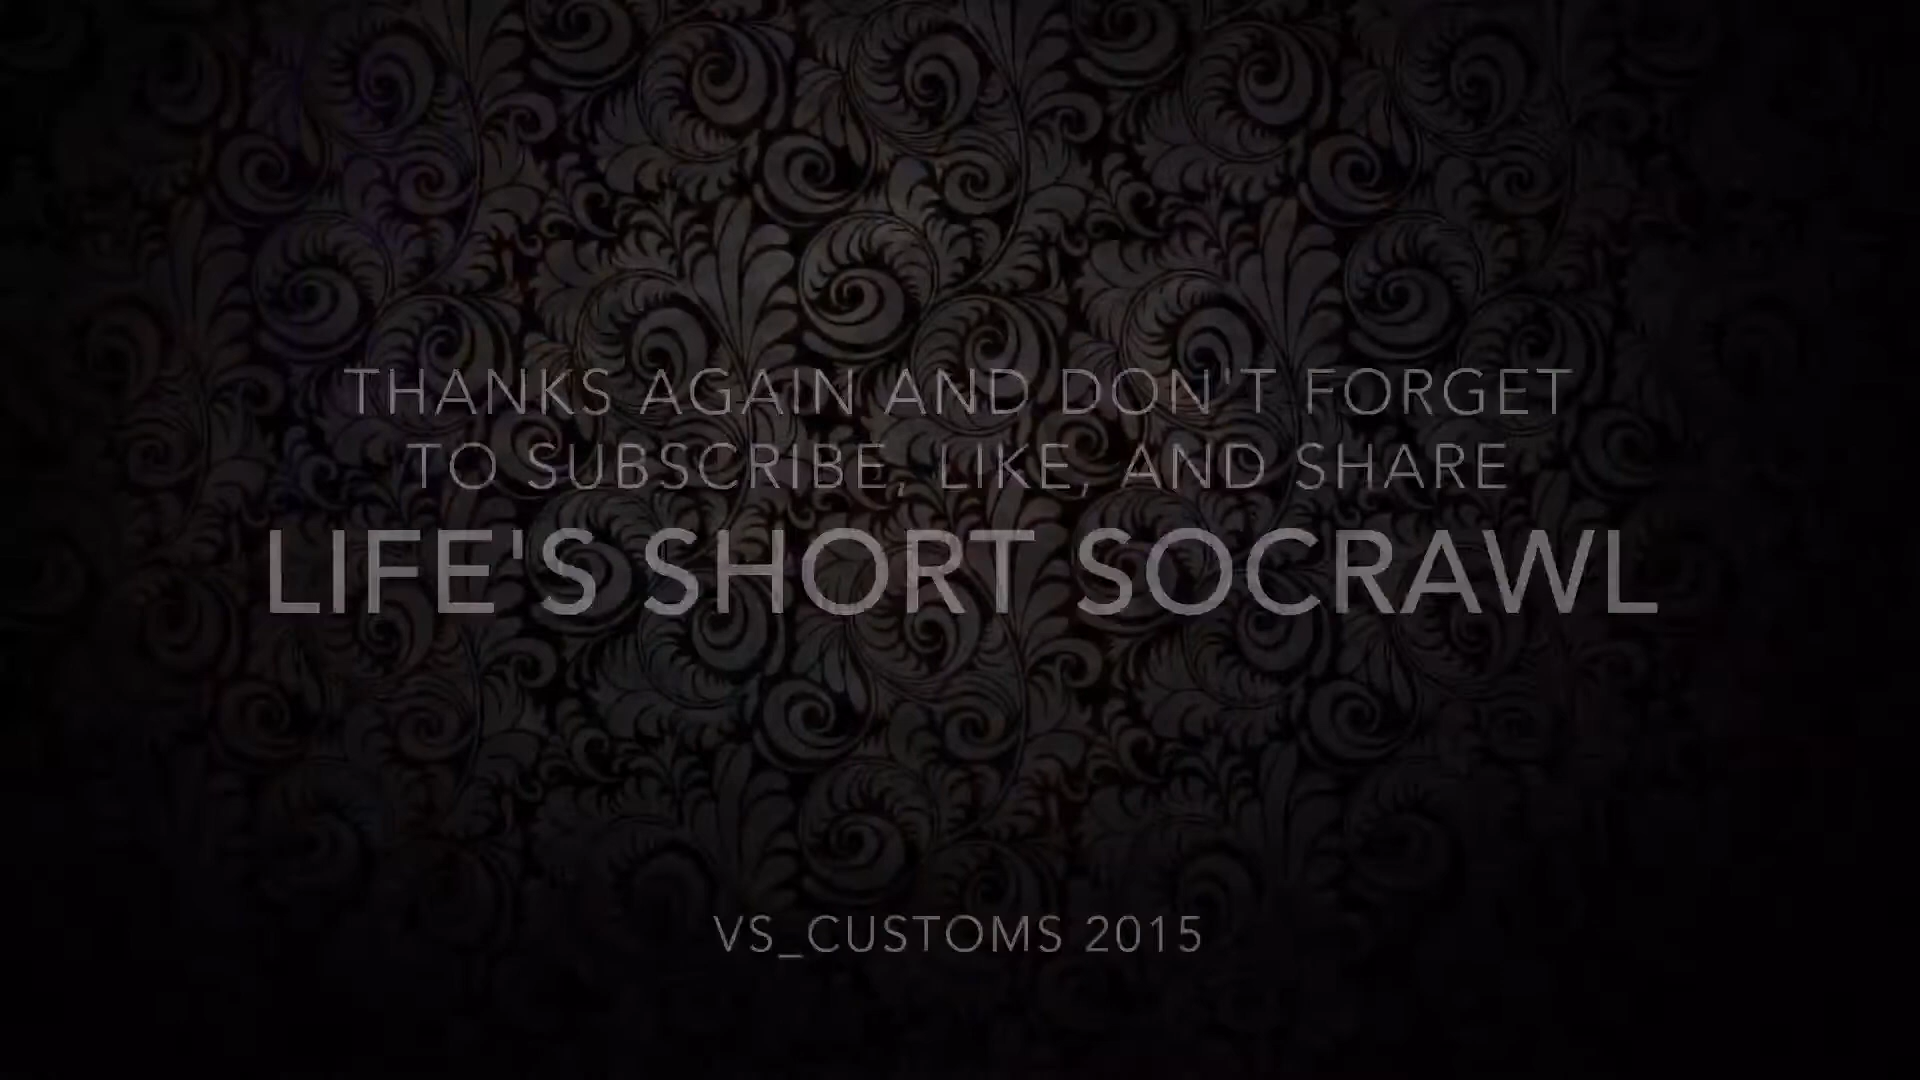 THANKS AGAIN AND DON'T FORGET
TO SUBSCRIBE, LIKE, AND SHARE
LIFE'S SHORT SOCRAWL
VS_CUSTOMS 2015